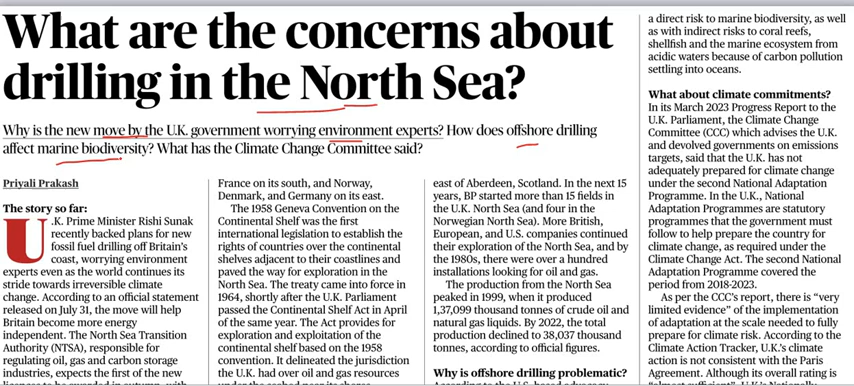 What are the concerns about
drilling in the North Sea?
Why is the new move by the U.K. government worrying environment experts? How does offshore drilling
affect marine biodiversity? What has the Climate Change Committee said?
Priyali Prakash
The story so far:
U.K. Prime Minister Rishi Sunak
recently backed plans for new
fossil fuel drilling off Britain’s
coast, worrying environment
experts even as the world continues its
stride towards irreversible climate
change. According to an official statement
released on July 31, the move will help
Britain become more energy
independent. The North Sea Transition
Authority (NTSA), responsible for
regulating oil, gas and carbon storage
industries, expects the first of the new
France on its south, and Norway,
Denmark, and Germany on its east.
The 1958 Geneva Convention on the
Continental Shelf was the first
international legislation to establish the
rights of countries over the continental
shelves adjacent to their coastlines and
paved the way for exploration in the
North Sea. The treaty came into force in
1964, shortly after the U.K. Parliament
passed the Continental Shelf Act in April
of the same year. The Act provides for
exploration and exploitation of the
continental shelf based on the 1958
convention. It delineated the jurisdiction
the U.K. had over oil and gas resources
east of Aberdeen, Scotland. In the next 15
years, BP started more than 15 fields in
the U.K. North Sea (and four in the
Norwegian North Sea). More British,
European, and U.S. companies continued
their exploration of the North Sea, and by
the 1980s, there were over a hundred
installations looking for oil and gas.
The production from the North Sea
peaked in 1999, when it produced
1,37,099 thousand tonnes of crude oil and
natural gas liquids. By 2022, the total
production declined to 38,037 thousand
tonnes, according to official figures.
Why is offshore drilling problematic?
a direct risk to marine biodiversity, as well
as with indirect risks to coral reefs,
shellfish and the marine ecosystem from
acidic waters because of carbon pollution
settling into oceans.
What about climate commitments?
In its March 2023 Progress Report to the
U.K. Parliament, the Climate Change
Committee (CCC) which advises the U.K.
and devolved governments on emissions
targets, said that the U.K. has not
adequately prepared for climate change
under the second National Adaptation
Programme. In the U.K., National
Adaptation Programmes are statutory
programmes that the government must
follow to help prepare the country for
climate change, as required under the
Climate Change Act. The second National
Adaptation Programme covered the
period from 2018-2023.
As per the CCC’s report, there is “very
limited evidence” of the implementation
of adaptation at the scale needed to fully
prepare for climate risk. According to the
Climate Action Tracker, U.K.’s climate
action is not consistent with the Paris
Agreement. Although its overall rating is